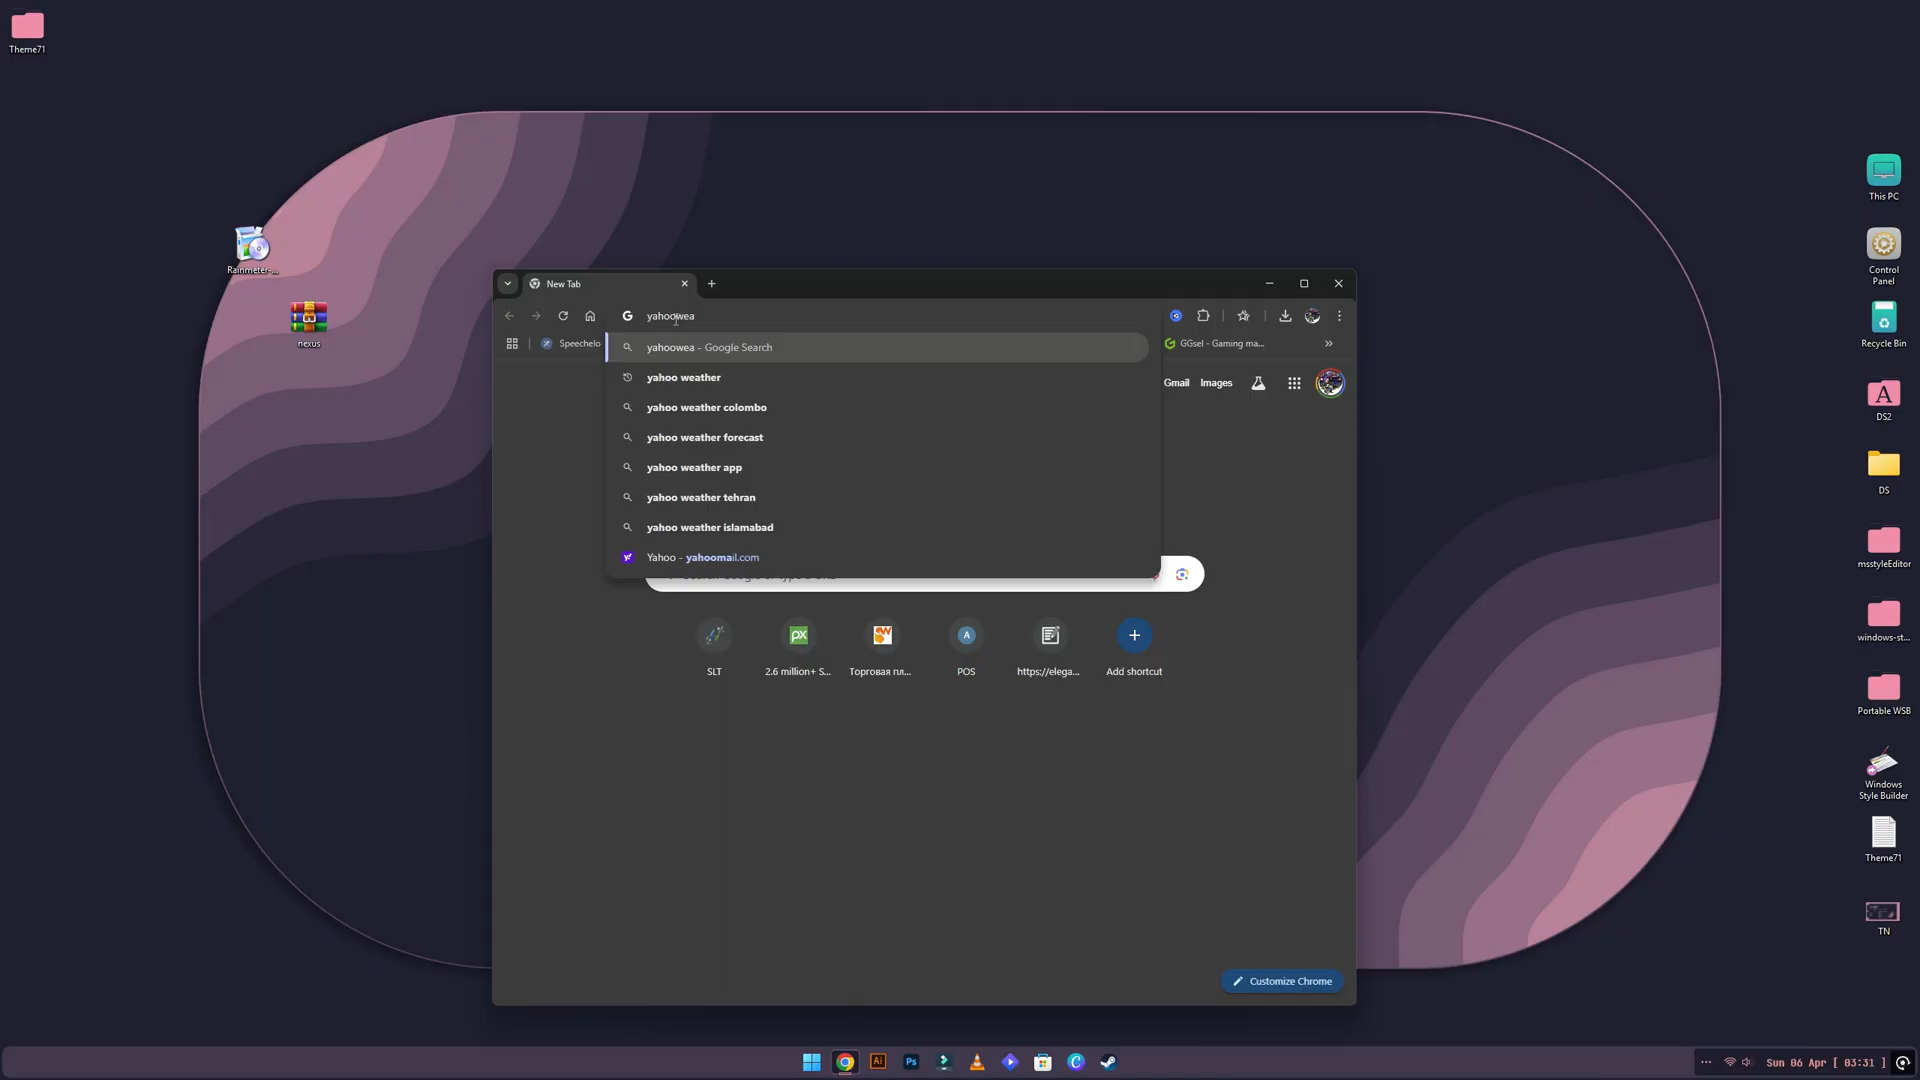 Theme71
Rainmeter-...
nexus
New Tab
yahoowea
yahoowea - Google Search
yahoo weather
yahoo weather colombo
yahoo weather forecast
yahoo weather app
yahoo weather tehran
yahoo weather islamabad
Yahoo - yahoomail.com
Speechelo
GGsel - Gaming ma...
Gmail
Images
SLT
2.6 million+ S...
Торговая пл...
POS
https://elega...
Add shortcut
Customize Chrome
This PC
Control
Panel
Recycle Bin
DS2
DS
msstyleEditor
windows-st...
Portable WSB
Windows
Style Builder
Theme71
TN
Sun 06 Apr [ 03:31 ]